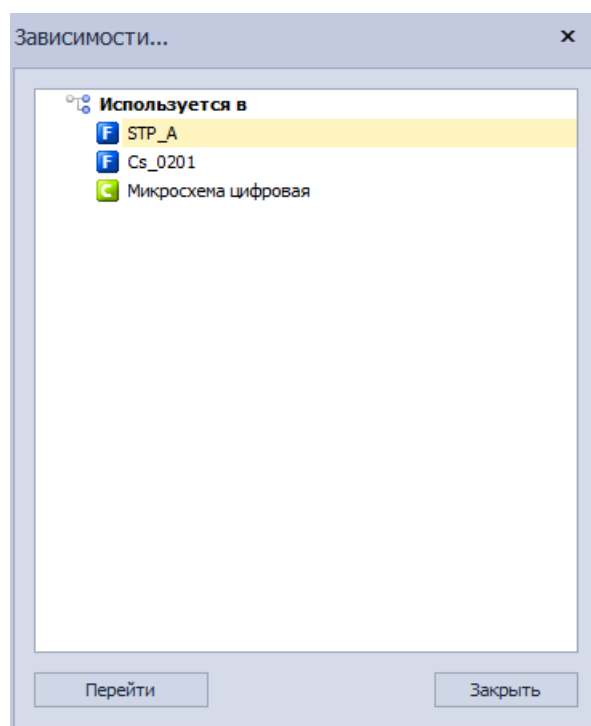 Зависимости...
×
Используется в
F STP_A
F Cs_0201
C Микросхема цифровая
Перейти
Закрыть